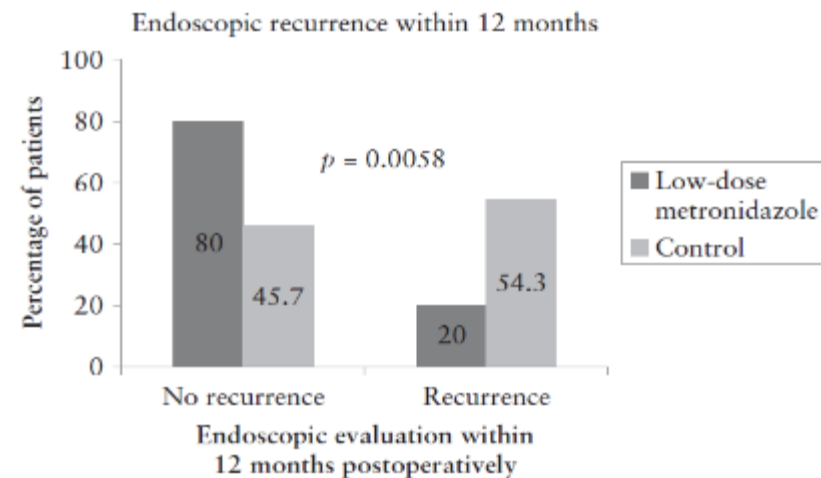 Endoscopic recurrence within 12 months
Percentage of patients
100
80
60
40
20
0
p = 0.0058
80
45.7
20
54.3
No recurrence
Recurrence
Endoscopic evaluation within
12 months postoperatively
Low-dose
metronidazole
Control